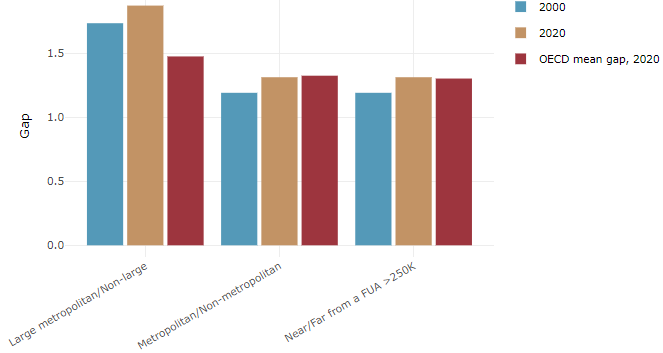 2000
2020
OECD mean gap, 2020
1.5
1.0
0.5
0.0
Gap
Large metropolitan/Non-large
Metropolitan/Non-metropolitan
Near/Far from a FUA >250K